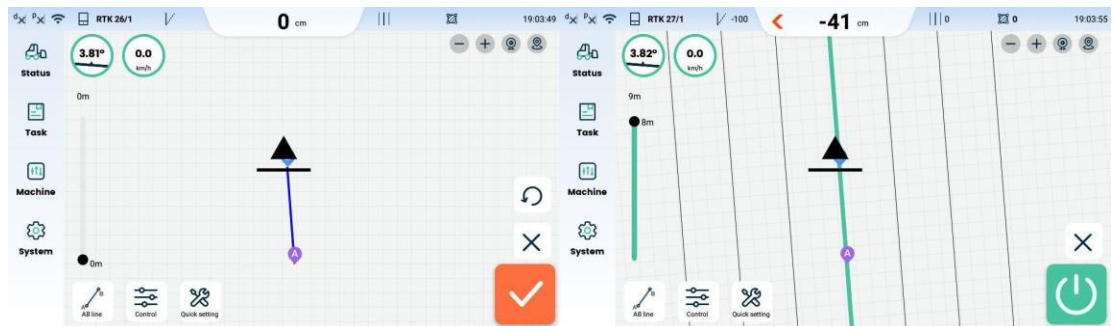 RTK 26/1
0 cm
19:03:49
3.81°
0.0
km/h
Status
0m
Task
Machine
System
A
0m
A B
AB line
Control
Quick setting
RTK 27/1
-100
-41 cm
0
0
19:03:55
3.82°
0.0
km/h
Status
9m
8m
Task
Machine
System
A
A B
AB line
Control
Quick setting